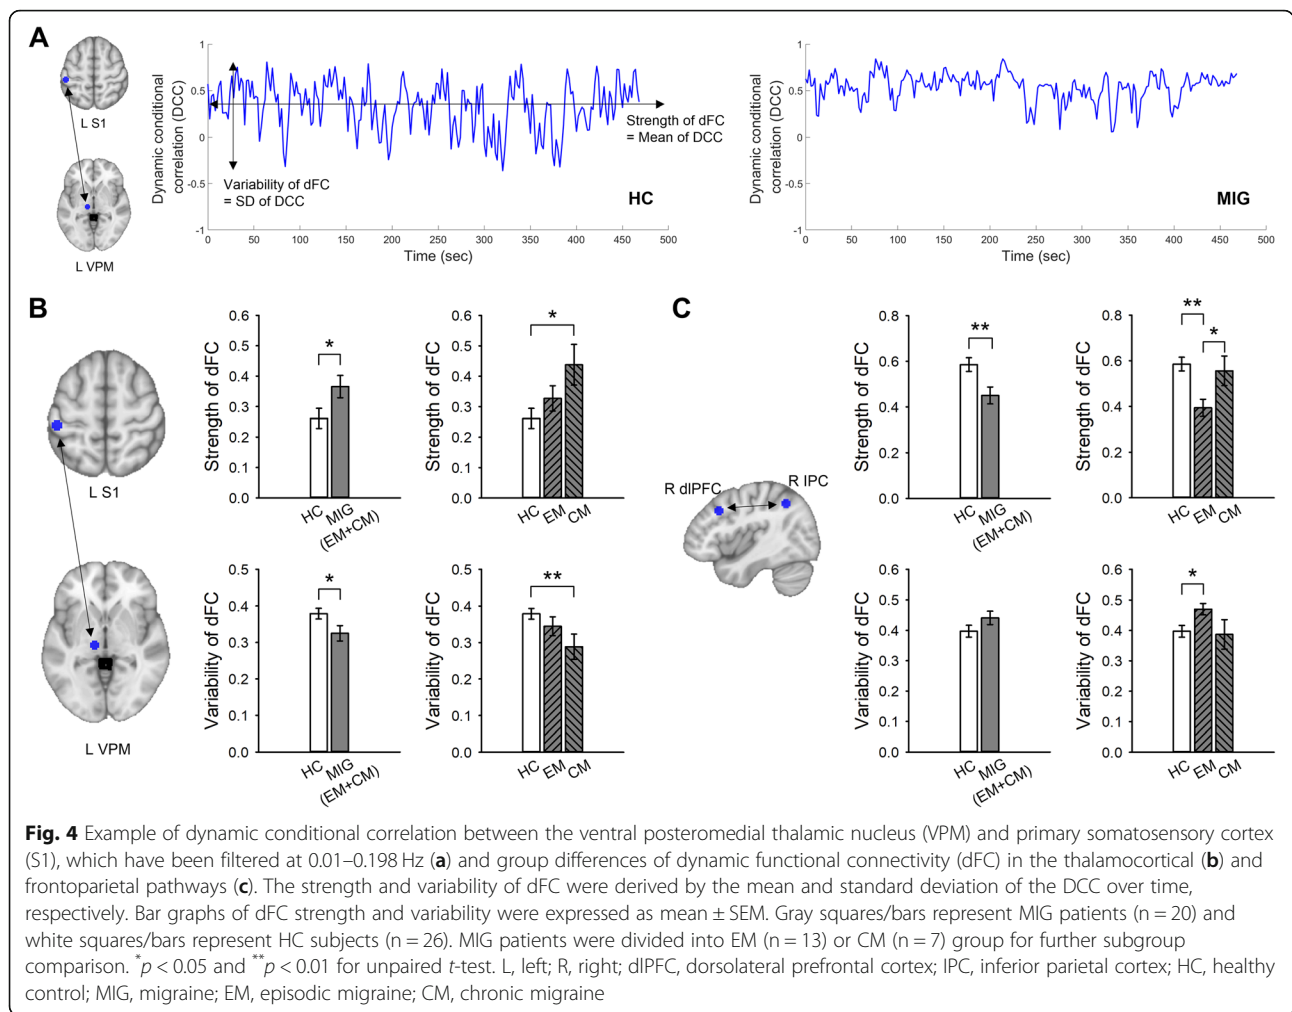 A
L S1
L VPM
Dynamic conditional
correlation (DCC)
1
0.5
0
-0.5
-1
0 50 100 150 200 250 300 350 400 450 500
Time (sec)
Variability of dFC
= SD of DCC
Strength of dFC
= Mean of DCC
HC
Dynamic conditional
correlation (DCC)
1
0.5
0
-0.5
-1
0 50 100 150 200 250 300 350 400 450 500
Time (sec)
MIG
B
L S1
L VPM
Strength of dFC
0.6
0.5
0.4
0.3
0.2
0.1
0.0
*
HC
MIG
(EM+CM)
Strength of dFC
0.6
0.5
0.4
0.3
0.2
0.1
0.0
*
HC
EM
CM
Variability of dFC
0.5
0.4
0.3
0.2
0.1
0.0
*
HC
MIG
(EM+CM)
Variability of dFC
0.5
0.4
0.3
0.2
0.1
0.0
**
HC
EM
CM
C
R dlPFC
R IPC
Strength of dFC
0.8
0.6
0.4
0.2
0.0
**
HC
MIG
(EM+CM)
Strength of dFC
0.8
0.6
0.4
0.2
0.0
**
*
HC
EM
CM
Variability of dFC
0.6
0.5
0.4
0.3
0.2
0.1
0.0
HC
MIG
(EM+CM)
Variability of dFC
0.6
0.5
0.4
0.3
0.2
0.1
0.0
*
HC
EM
CM
Fig. 4 Example of dynamic conditional correlation between the ventral posteromedial thalamic nucleus (VPM) and primary somatosensory cortex
(S1), which have been filtered at 0.01–0.198 Hz (a) and group differences of dynamic functional connectivity (dFC) in the thalamocortical (b) and
frontoparietal pathways (c). The strength and variability of dFC were derived by the mean and standard deviation of the DCC over time,
respectively. Bar graphs of dFC strength and variability were expressed as mean ± SEM. Gray squares/bars represent MIG patients (n = 20) and
white squares/bars represent HC subjects (n = 26). MIG patients were divided into EM (n = 13) or CM (n = 7) group for further subgroup
comparison. *p < 0.05 and **p < 0.01 for unpaired t-test. L, left; R, right; dlPFC, dorsolateral prefrontal cortex; IPC, inferior parietal cortex; HC, healthy
control; MIG, migraine; EM, episodic migraine; CM, chronic migraine